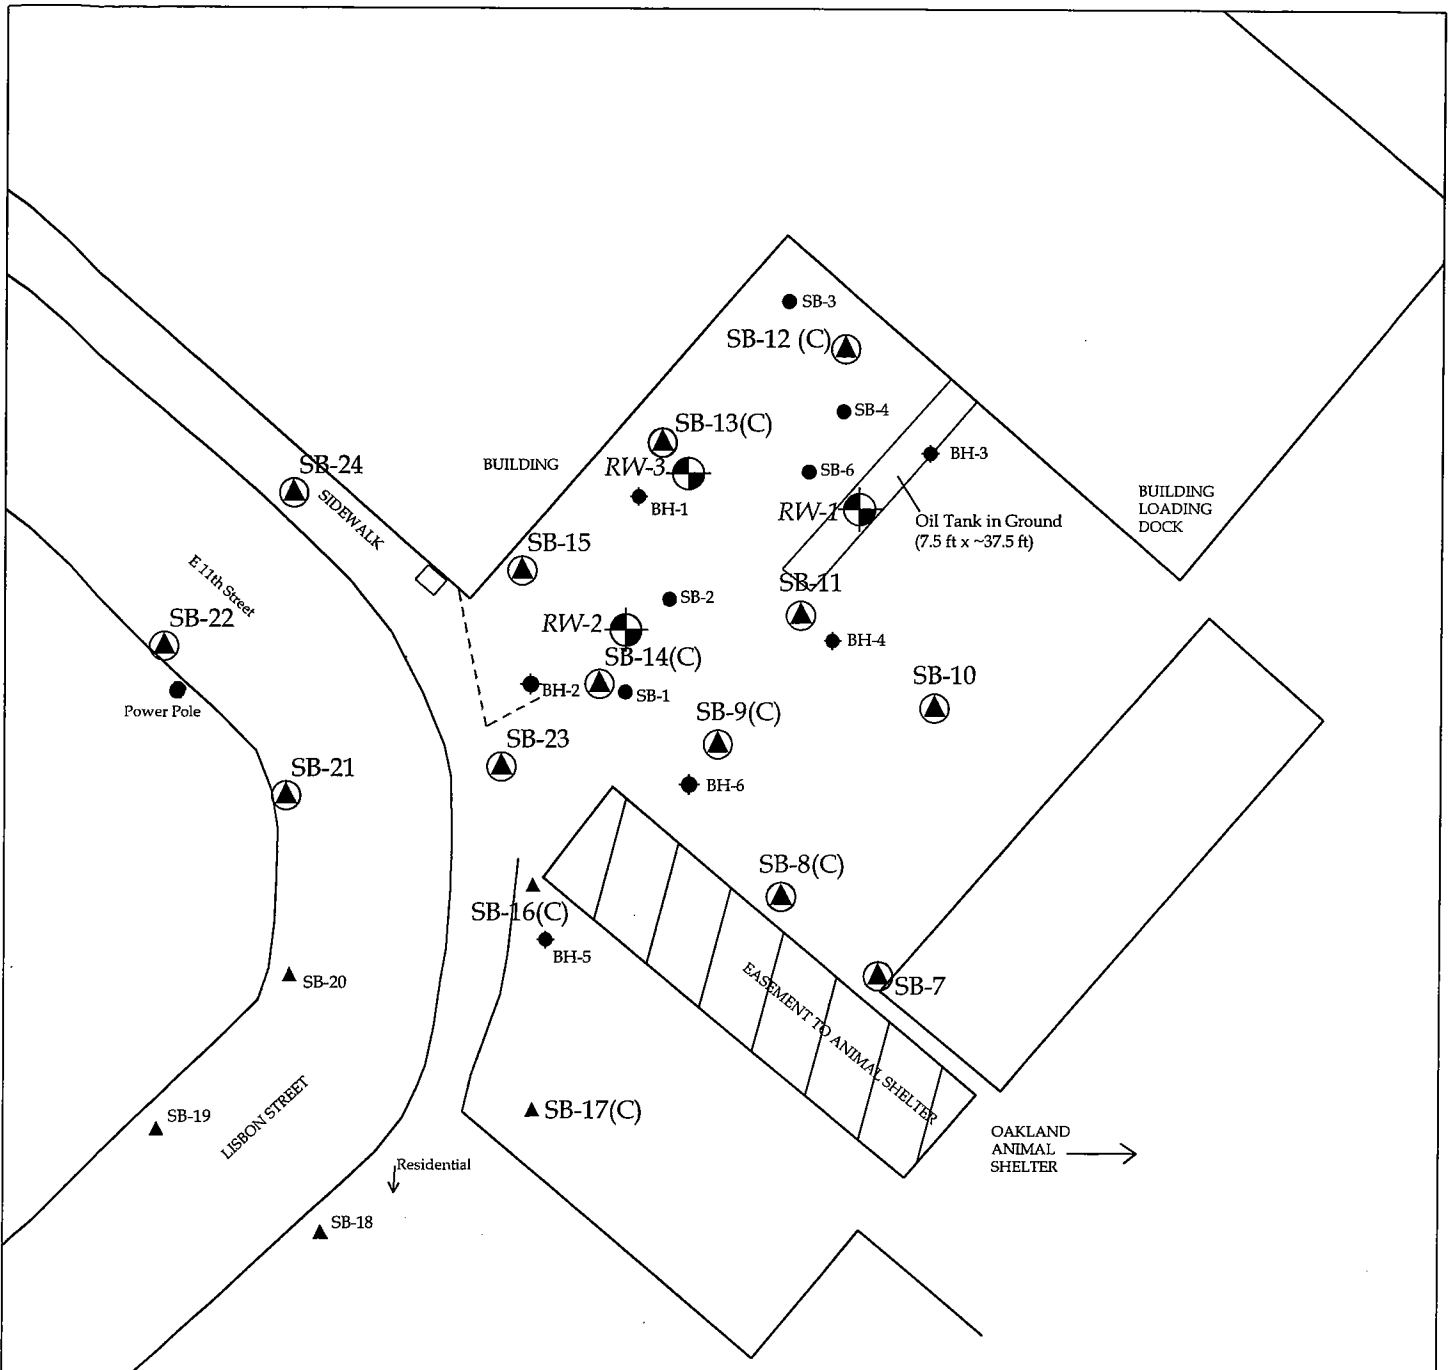 SB-3
SB-12 (C)
SB-4
SB-13(C)
BUILDING
RW-3
SB-6
BH-3
SB-24
SIDEWALK
BH-1
RW-1
BUILDING
LOADING
DOCK
Oil Tank in Ground
(7.5 ft x ~37.5 ft)
SB-15
E 11th Street
SB-11
SB-2
SB-22
RW-2
BH-4
SB-14(C)
SB-10
BH-2
SB-1
Power Pole
SB-9(C)
SB-23
SB-21
BH-6
SB-8(C)
SB-16(C)
BH-5
SB-20
SB-7
EASEMENT TO ANIMAL SHELTER
SB-19
LISBON STREET
SB-17(C)
OAKLAND
ANIMAL
SHELTER
Residential
SB-18